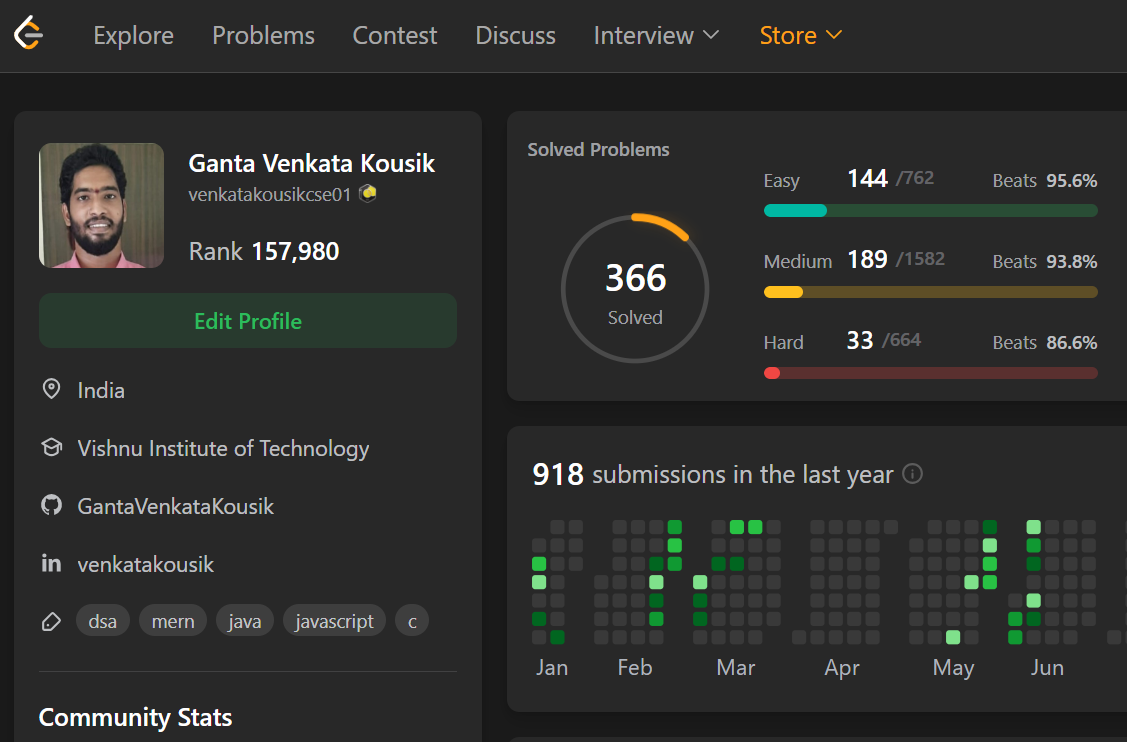 Explore Problems Contest Discuss Interview Store
Ganta Venkata Kousik
venkatakousikcse01
Rank 157,980
Edit Profile
India
Vishnu Institute of Technology
GantaVenkataKousik
in venkatakousik
dsa mern java javascript c
Community Stats
Solved Problems
366
Solved
Easy 144 /762 Beats 95.6%
Medium 189 /1582 Beats 93.8%
Hard 33 /664 Beats 86.6%
918 submissions in the last year
Jan Feb Mar Apr May Jun